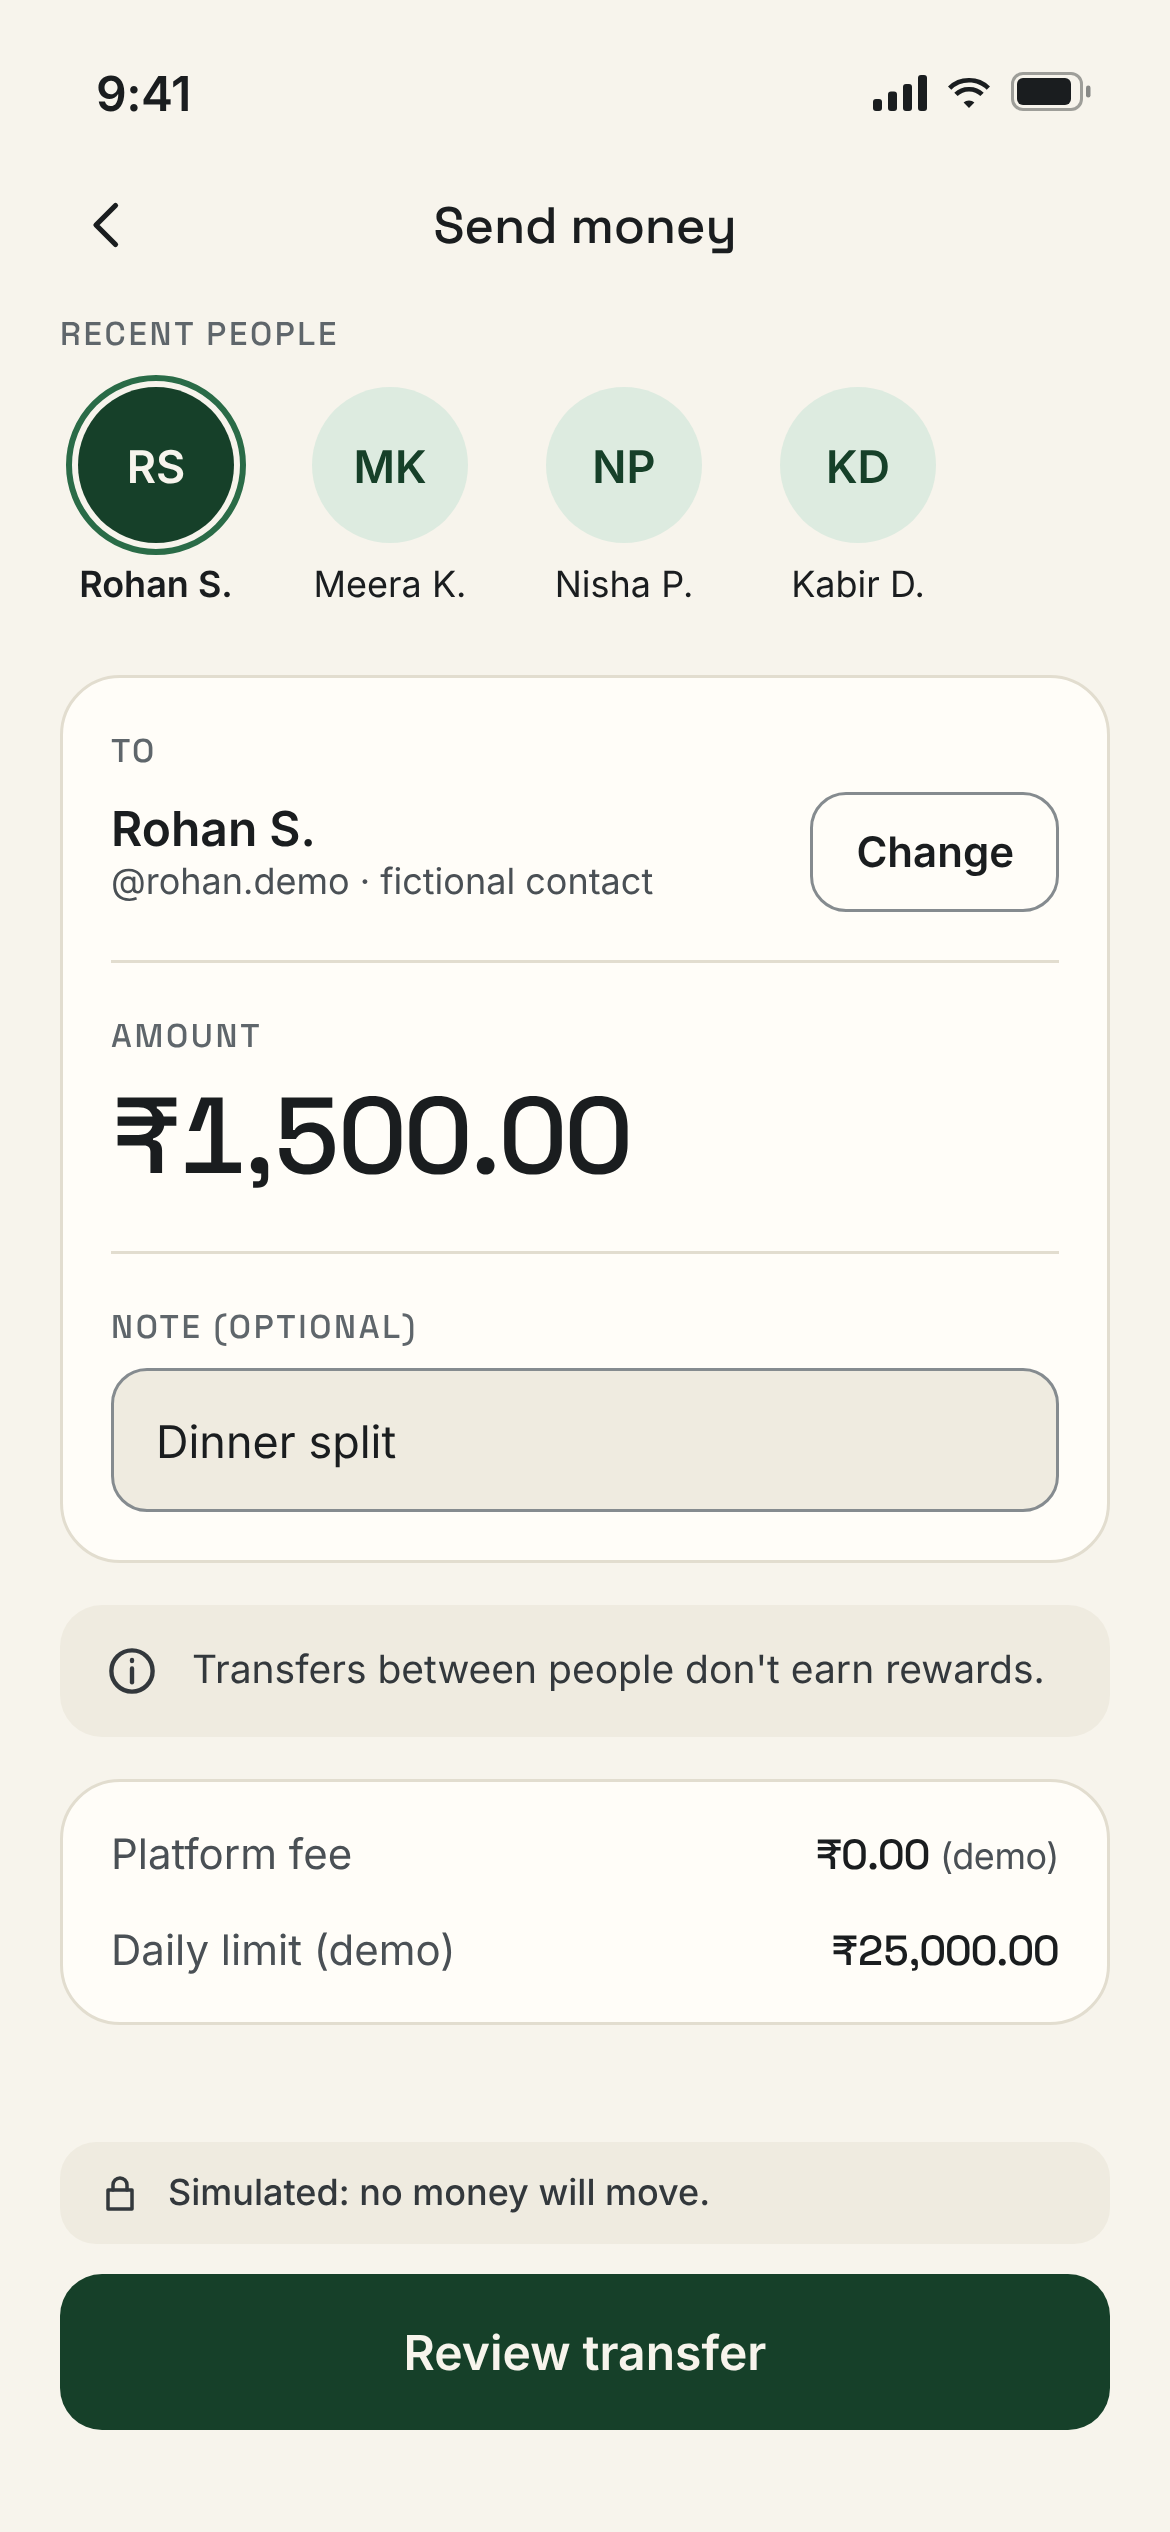 9:41
Send money
RECENT PEOPLE
RS MK NP KD
Rohan S. Meera K. Nisha P. Kabir D.
TO
Rohan S.
@rohan.demo · fictional contact
Change
AMOUNT
₹1,500.00
NOTE (OPTIONAL)
Dinner split
Transfers between people don't earn rewards.
Platform fee ₹0.00 (demo)
Daily limit (demo) ₹25,000.00
Simulated: no money will move.
Review transfer